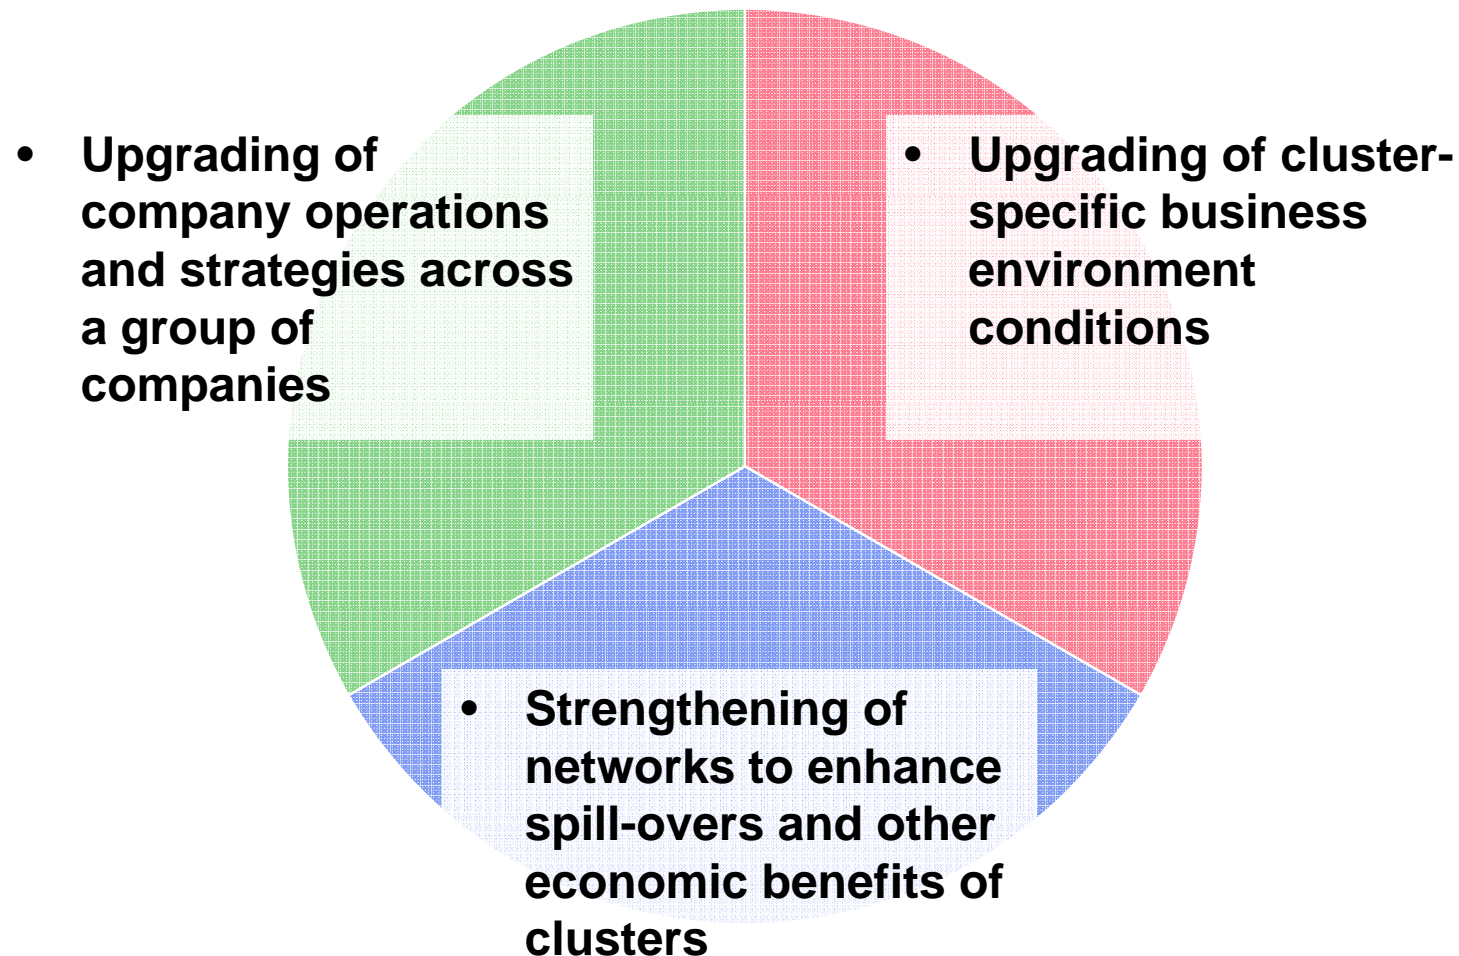 • Upgrading of
company operations
and strategies across
a group of
companies
• Upgrading of cluster-
specific business
environment
conditions
• Strengthening of
networks to enhance
spill-overs and other
economic benefits of
clusters